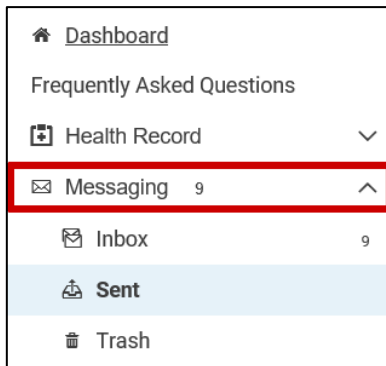 Dashboard
Frequently Asked Questions
Health Record
Messaging 9
Inbox 9
Sent
Trash